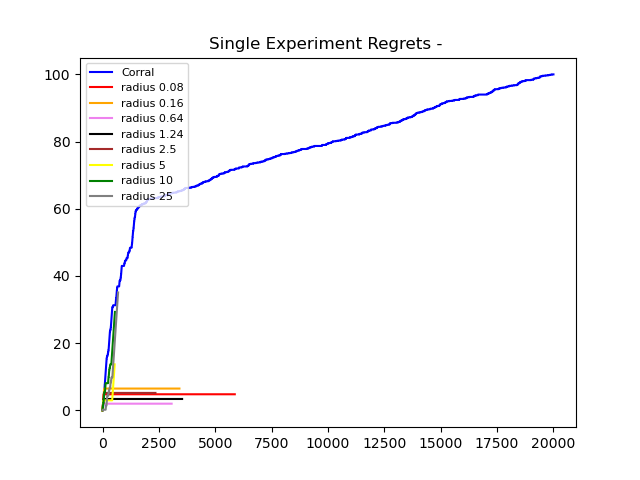 Single Experiment Regrets -
100
80
60
40
20
0
Corral
radius 0.08
radius 0.16
radius 0.64
radius 1.24
radius 2.5
radius 5
radius 10
radius 25
0 2500 5000 7500 10000 12500 15000 17500 20000